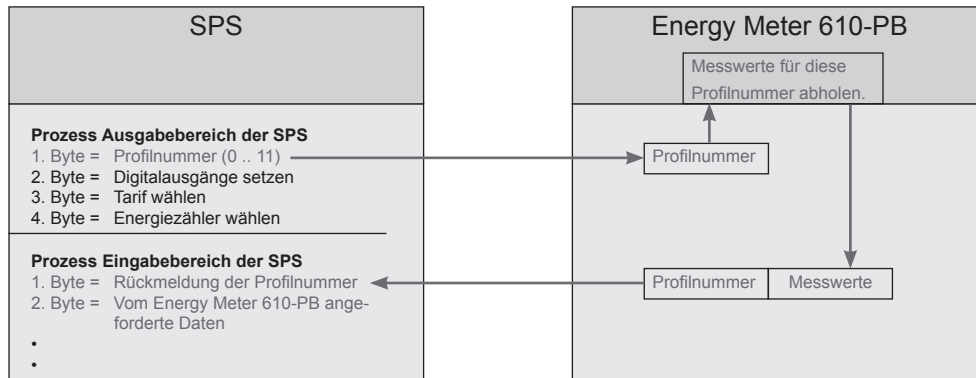 SPS
Prozess Ausgabebereich der SPS
1. Byte = Profilnummer (0 .. 11)
2. Byte = Digitalausgänge setzen
3. Byte = Tarif wählen
4. Byte = Energiezähler wählen
Prozess Eingabebereich der SPS
1. Byte = Rückmeldung der Profilnummer
2. Byte = Vom Energy Meter 610-PB ange-
forderte Daten
•
•
Energy Meter 610-PB
Messwerte für diese
Profilnummer abholen.
Profilnummer
Profilnummer Messwerte